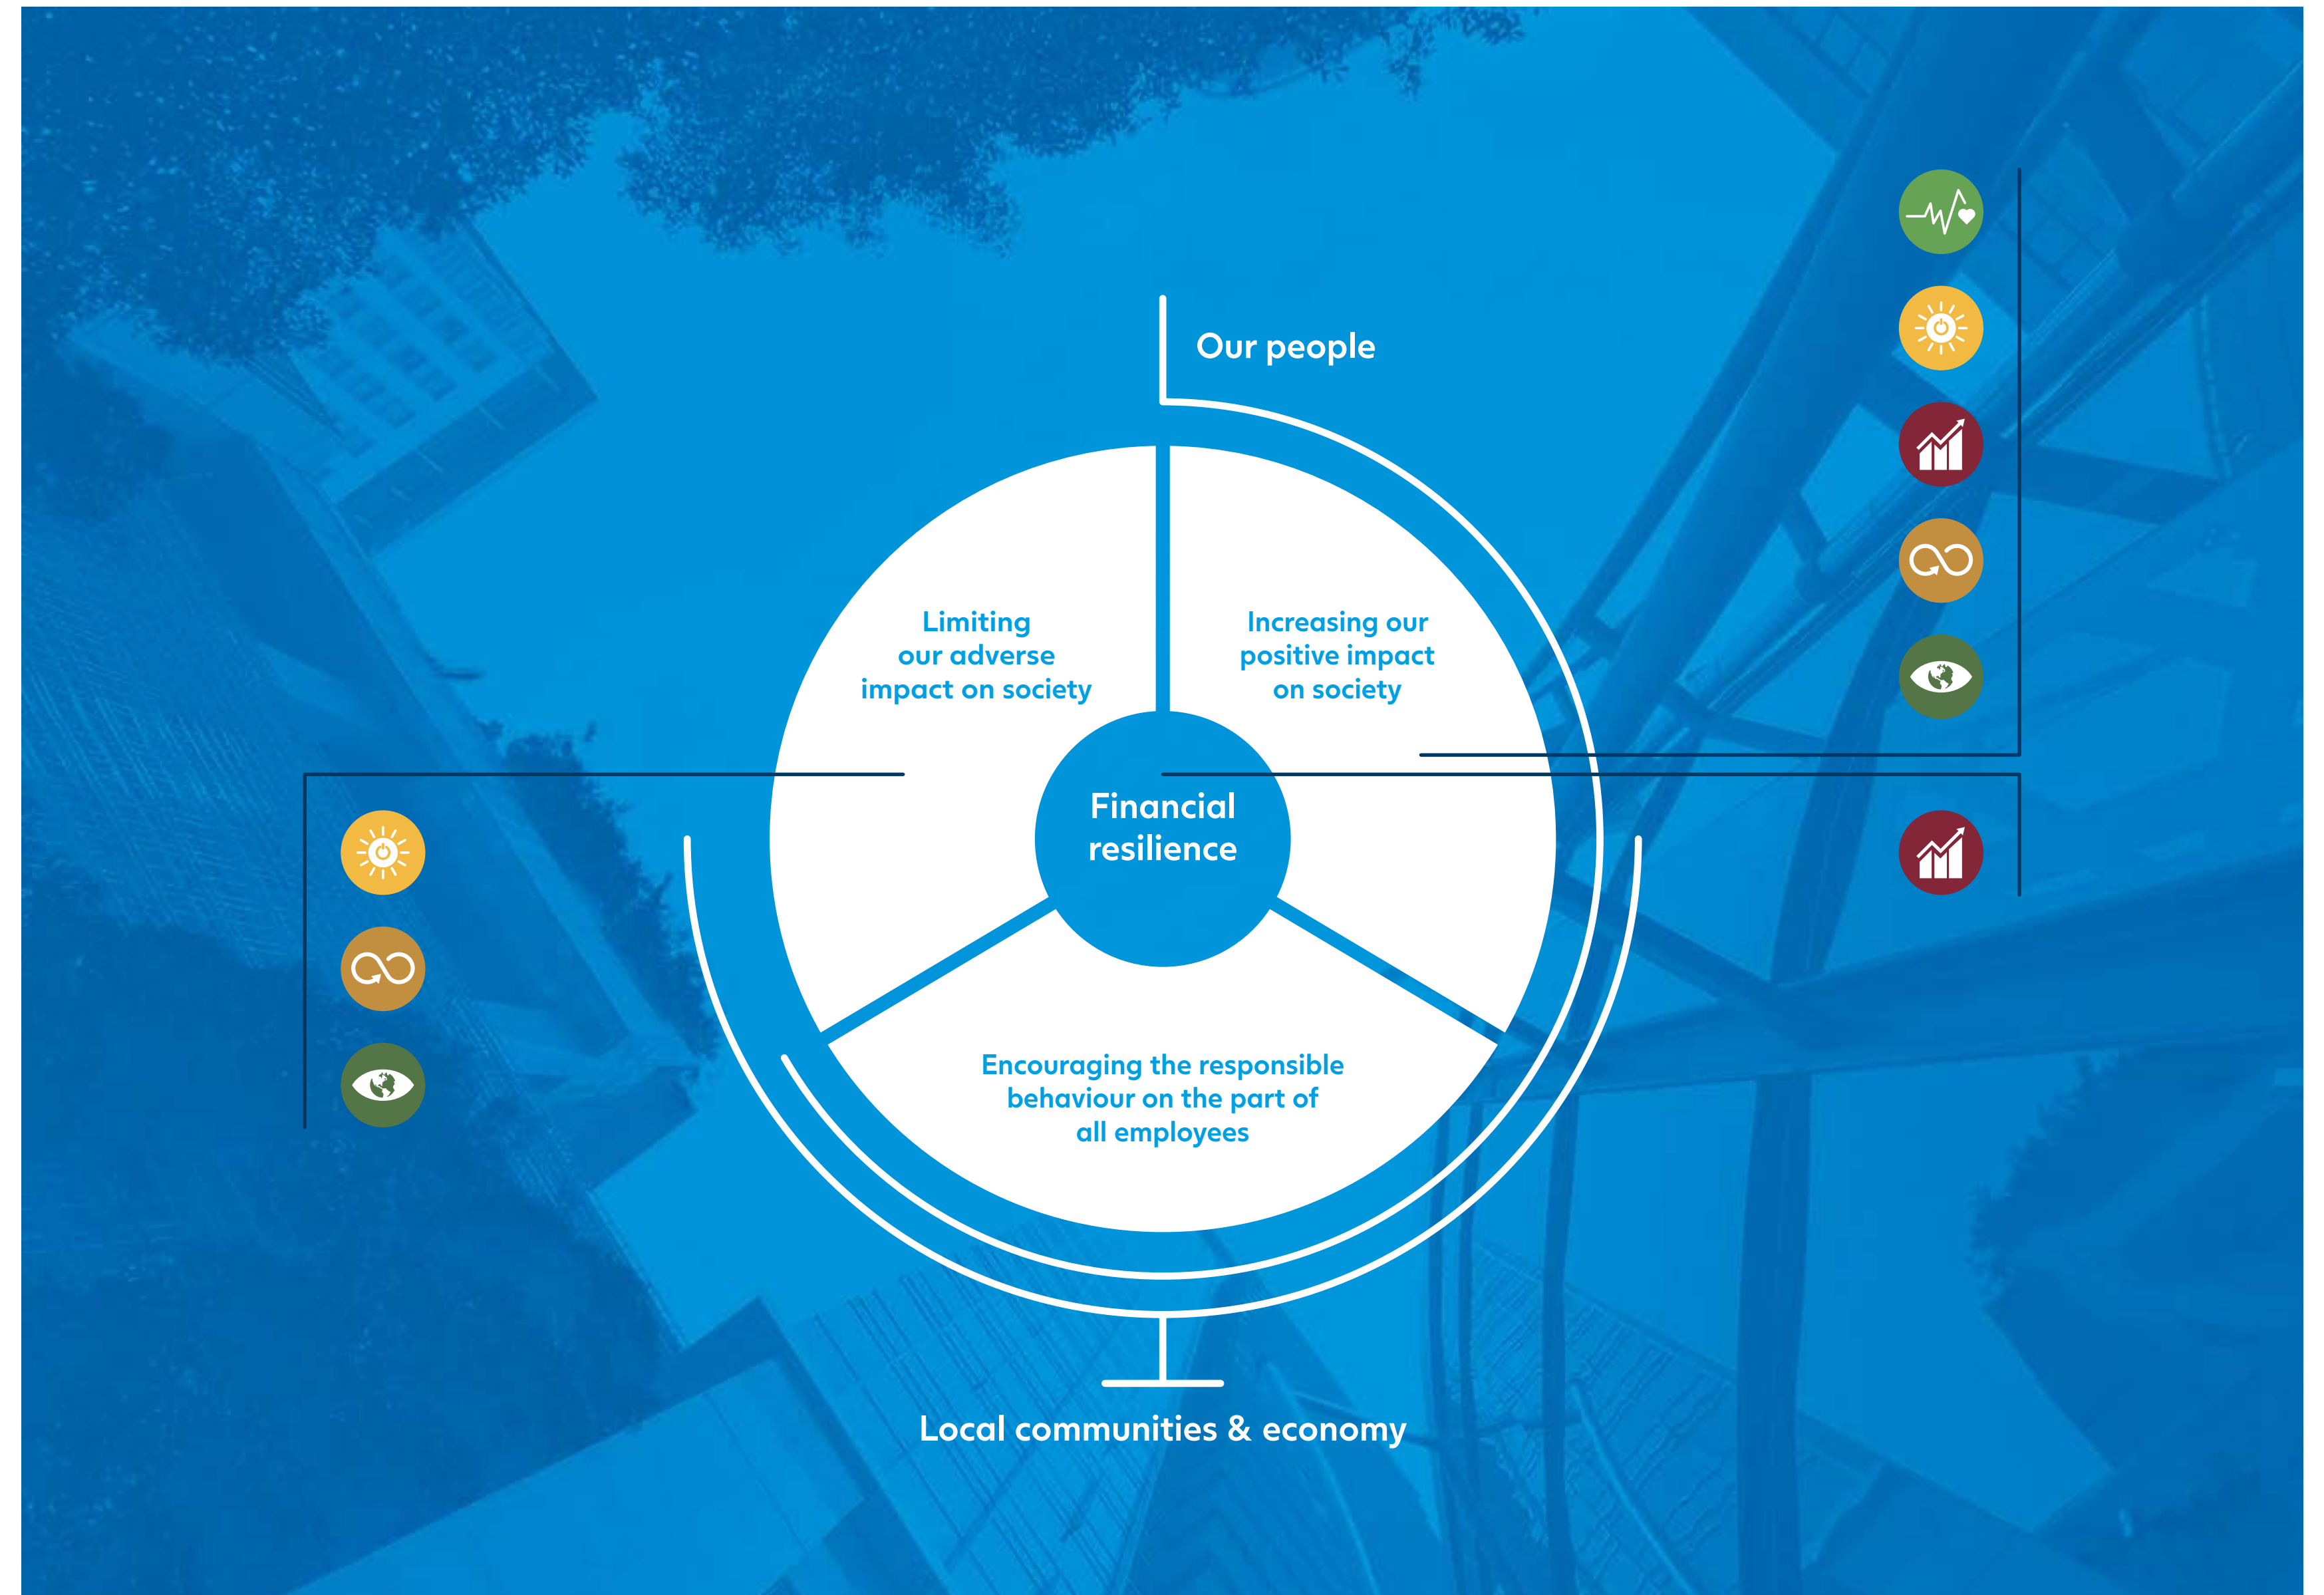 Our people
Limiting
our adverse
impact on society
Increasing our
positive impact
on society
Financial
resilience
Encouraging the responsible
behaviour on the part of
all employees
Local communities & economy